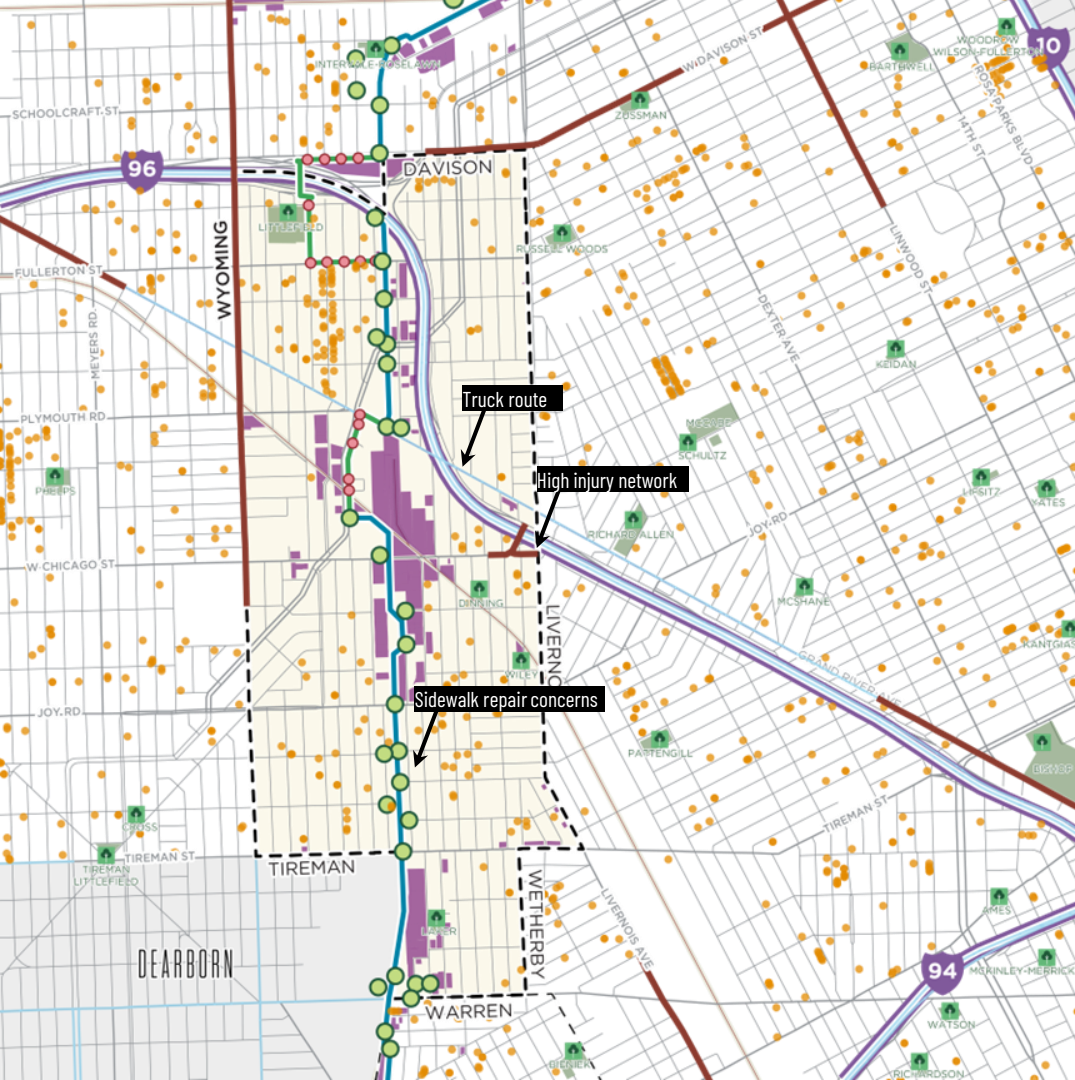 10
WOODROW
WILSON-FULLERTON
W DAVISON ST
BARTHWELL
INTERVALE-ROSELAWN
ROSA PARKS BLVD
ZUSSMAN
SCHOOLCRAFT ST
14TH ST
96
DAVISON
LITTLEFIELD
RUSSELL WOODS
WYOMING
LINWOOD ST
FULLERTON ST
MEYERS RD
DEXTER AVE
KEIDAN
Truck route
PLYMOUTH RD
MCCABE
SCHULTZ
High injury network
PHELPS
LIFSITZ
YATES
JOY RD
RICHARD ALLEN
W CHICAGO ST
DINGING
MCSHANE
LIVERNO
WILEY
GRAND RIVER AVE
Sidewalk repair concerns
JOY RD
PATTENGILL
BISHOP
CROSS
TIREMAN ST
TIREMAN ST
TIREMAN
LITTLEFIELD
TIREMAN
WETHERBY
LIVERNOIS AVE
AMES
DEARBORN
94
MCKINLEY-MERRICK
WARREN
WATSON
RICHARDSON